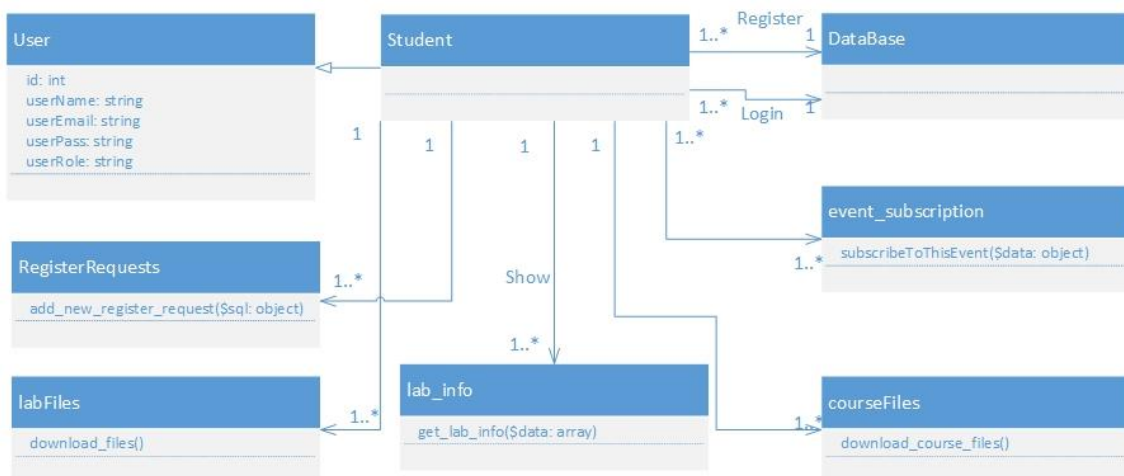 User
id: int
userName: string
userEmail: string
userPass: string
userRole: string
Student
Register
1..*
1
DataBase
1..*
Login
1
1
1
1
1
1..*
event_subscription
subscribeToThisEvent($data: object)
1..*
RegisterRequests
add_new_register_request($sql: object)
1..*
Show
1..*
labFiles
download_files()
1..*
lab_info
get_lab_info($data: array)
1..*
courseFiles
download_course_files()